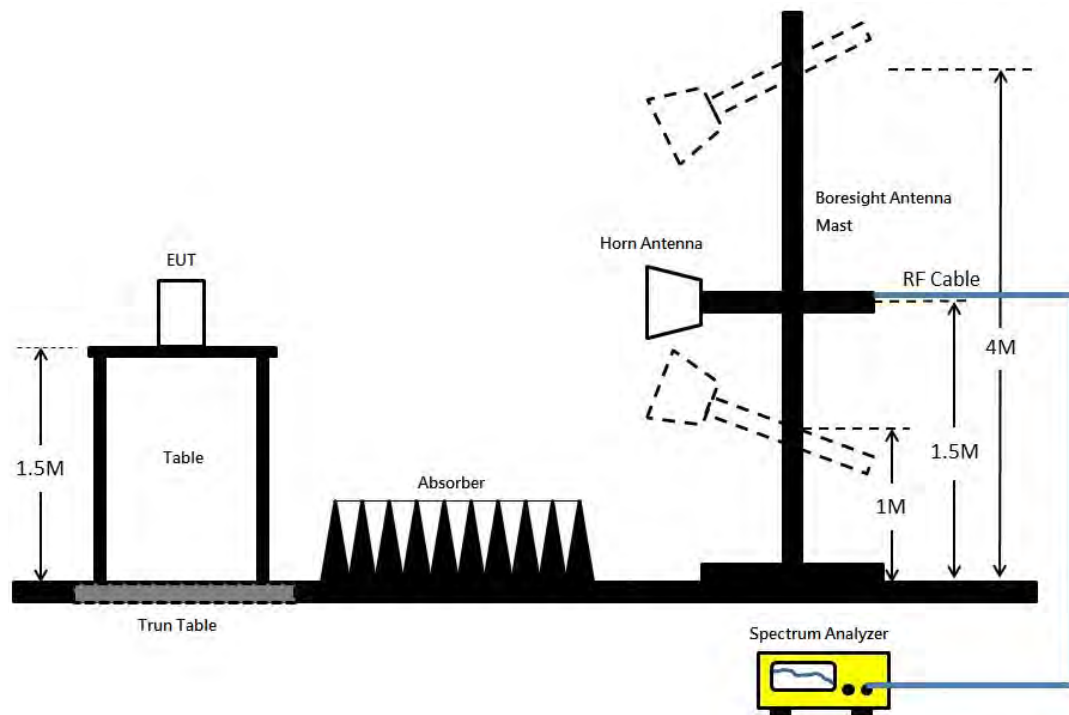 Boresight Antenna
Mast
Horn Antenna
EUT
RF Cable
4M
1.5M
Table
Absorber
1.5M
1M
Trun Table
Spectrum Analyzer